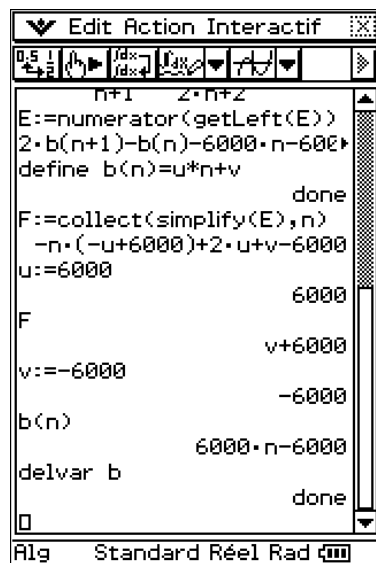 Edit Action Interactif
n+1 2·n+2
E:=numerator(getLeft(E))
2·b(n+1)-b(n)-6000·n-600
define b(n)=u*n+v
done
F:=collect(simplify(E),n)
-n·(-u+6000)+2·u+v-6000
u:=6000
6000
F
v+6000
v:=-6000
-6000
b(n)
6000·n-6000
delvar b
done
Alg Standard Réel Rad